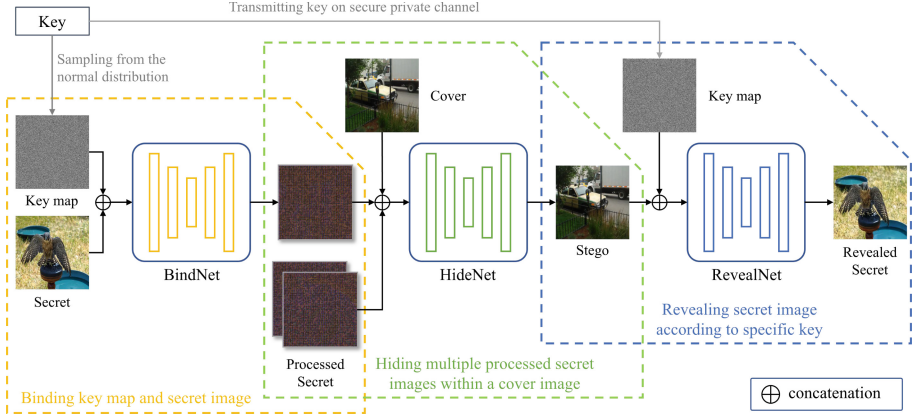 Key
Transmitting key on secure private channel
Sampling from the
normal distribution
Cover
Key map
Key map
Secret
BindNet
HideNet
Stego
RevealNet
Revealed
Secret
Processed
Secret
Revealing secret image
according to specific key
Hiding multiple processed secret
images within a cover image
Binding key map and secret image
concatenation